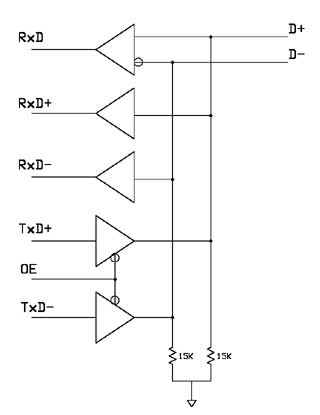 RxD
D+
D-
RxD+
RxD-
TxD+
OE
TxD-
15K 15K